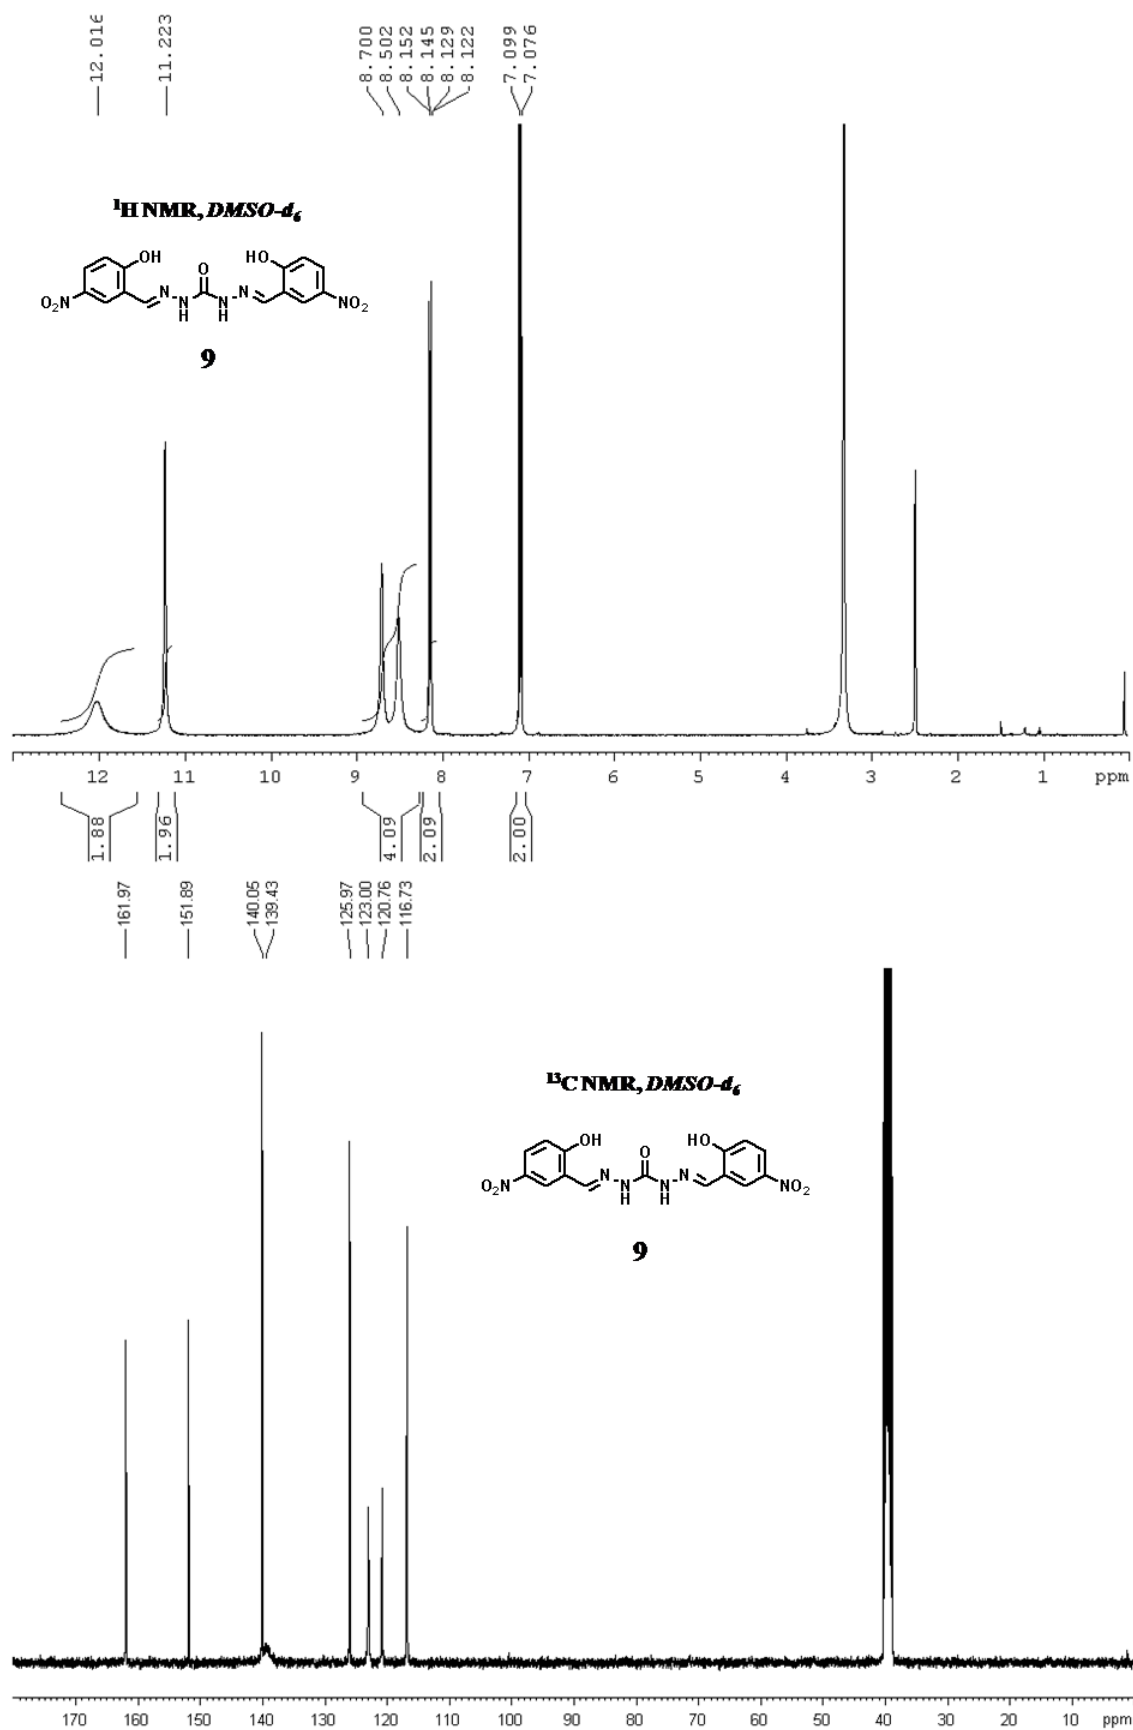 12.016
11.223
8.700
8.502
8.152
8.145
8.129
8.122
7.099
7.076
¹H NMR, DMSO-d₆
OH
HO
O
O₂N
N
NH
N
H
N
NO₂
9
12 11 10 9 8 7 6 5 4 3 2 1 ppm
1.88
1.96
4.09
2.09
2.00
161.97
151.89
140.05
139.43
125.97
123.00
120.76
116.73
¹³C NMR, DMSO-d₆
OH
HO
O
O₂N
N
N
H
N
H
N
NO₂
9
170 160 150 140 130 120 110 100 90 80 70 60 50 40 30 20 10 ppm